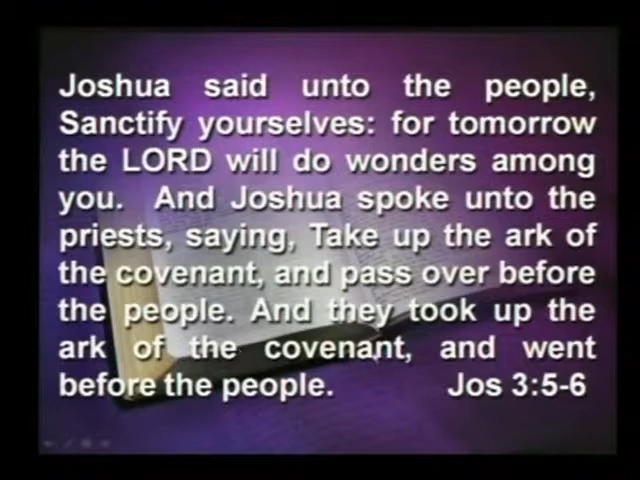 Joshua said unto the people,
Sanctify yourselves: for tomorrow
the LORD will do wonders among
you. And Joshua spoke unto the
priests, saying, Take up the ark of
the covenant, and pass over before
the people. And they took up the
ark of the covenant, and went
before the people. Jos 3:5-6